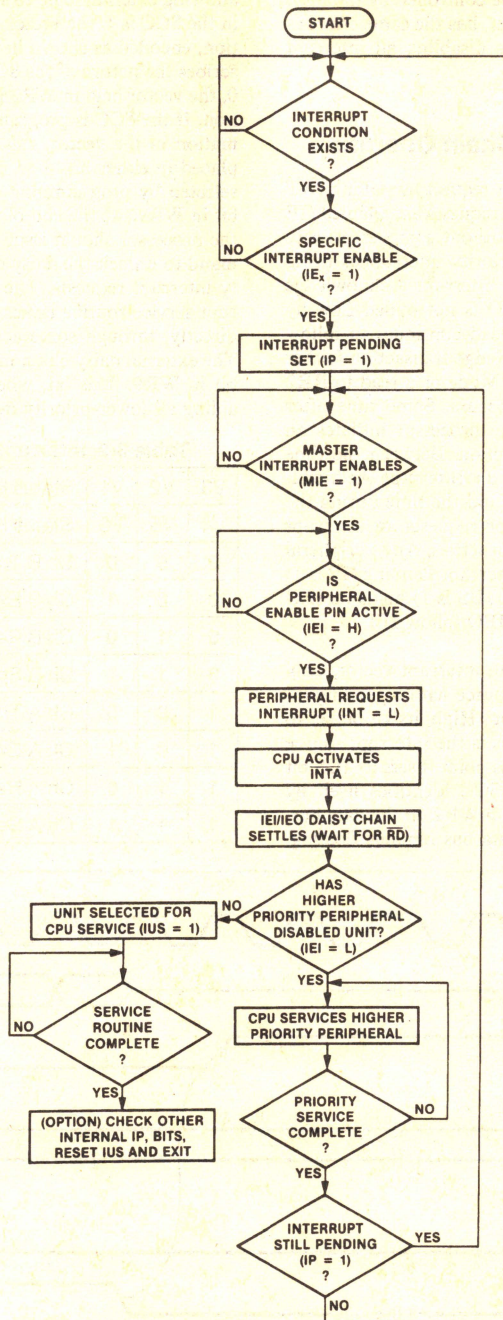 START
NO
INTERRUPT
CONDITION
EXISTS
?
YES
SPECIFIC
INTERRUPT ENABLE
(IEx = 1)
?
YES
INTERRUPT PENDING
SET (IP = 1)
NO
MASTER
INTERRUPT ENABLES
(MIE = 1)
?
YES
IS
PERIPHERAL
ENABLE PIN ACTIVE
(IEI = H)
?
NO
YES
PERIPHERAL REQUESTS
INTERRUPT (INT = L)
CPU ACTIVATES
INTA
IEI/IEO DAISY CHAIN
SETTLES (WAIT FOR RD)
HAS
HIGHER
PRIORITY PERIPHERAL
DISABLED UNIT?
(IEI = L)
NO
UNIT SELECTED FOR
CPU SERVICE (IUS = 1)
NO
SERVICE
ROUTINE
COMPLETE
?
YES
(OPTION) CHECK OTHER
INTERNAL IP, BITS,
RESET IUS AND EXIT
YES
CPU SERVICES HIGHER
PRIORITY PERIPHERAL
PRIORITY
SERVICE
COMPLETE
?
NO
YES
INTERRUPT
STILL PENDING
(IP = 1)
?
YES
NO